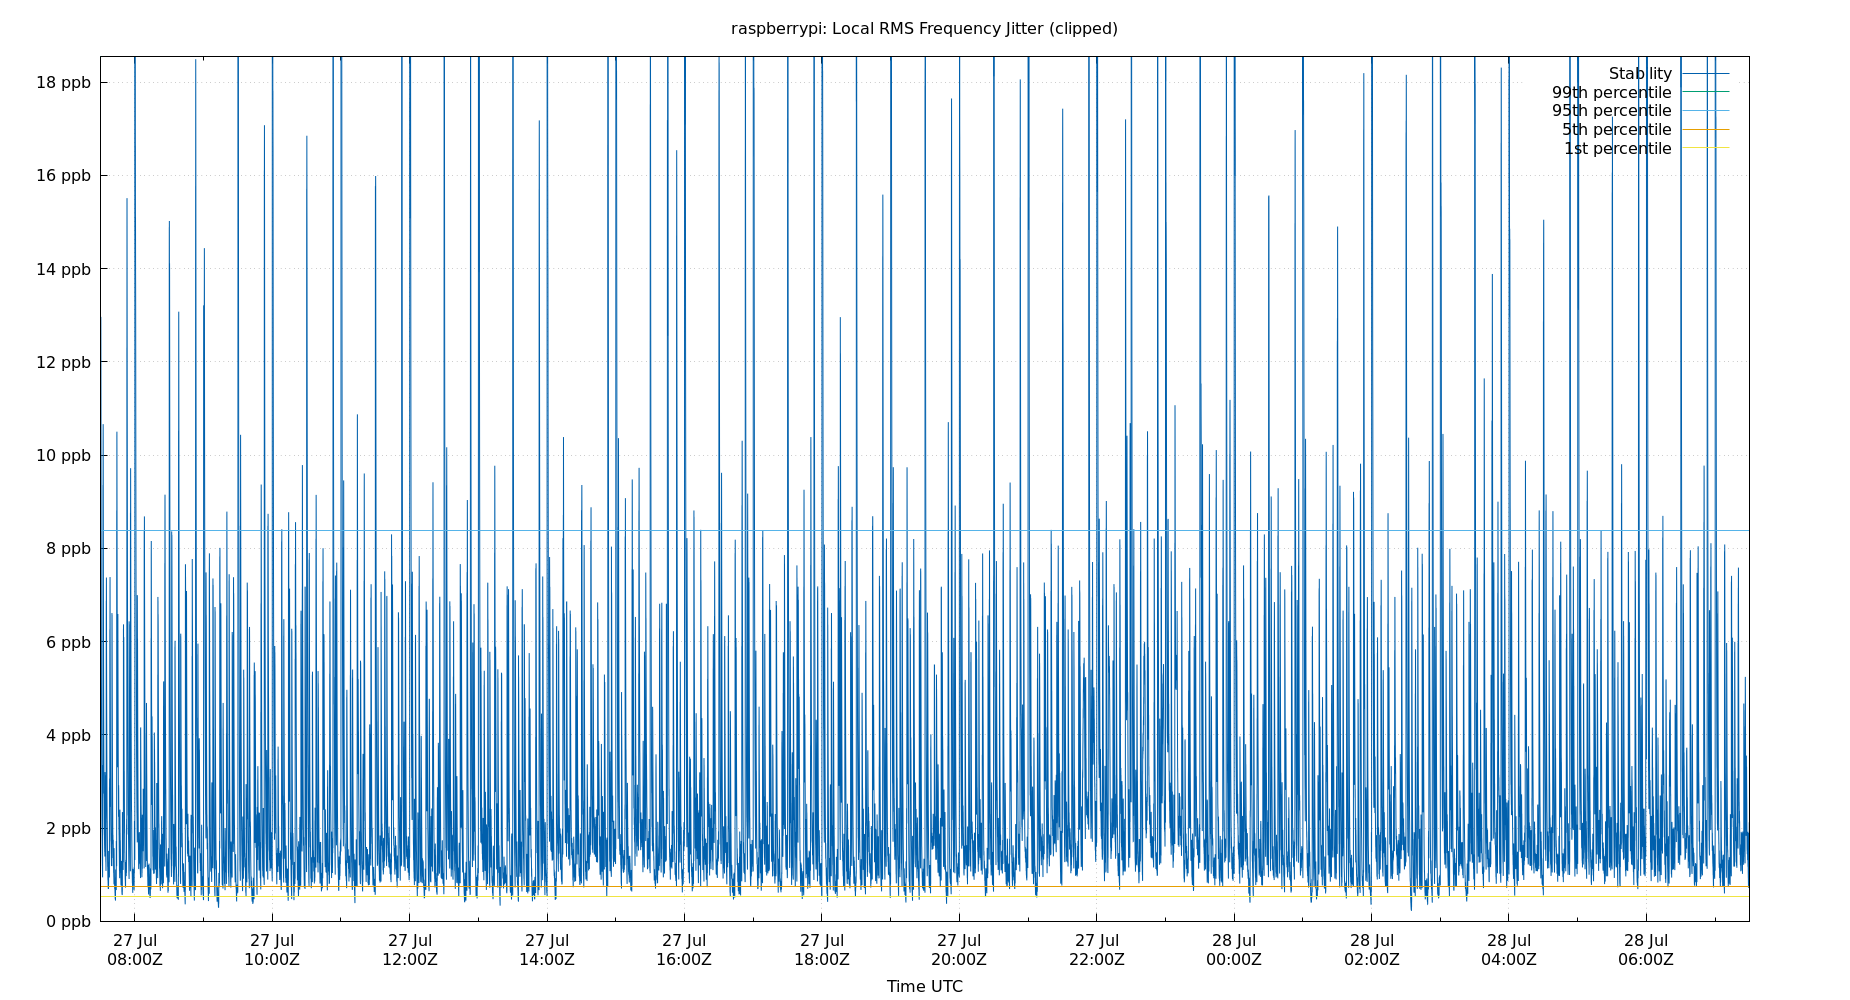 raspberrypi: Local RMS Frequency Jitter (clipped)
18 ppb
16 ppb
14 ppb
12 ppb
10 ppb
8 ppb
6 ppb
4 ppb
2 ppb
0 ppb
Stability
99th percentile
95th percentile
5th percentile
1st percentile
27 Jul 27 Jul 27 Jul 27 Jul 27 Jul 27 Jul 27 Jul 27 Jul 28 Jul 28 Jul 28 Jul 28 Jul
08:00Z 10:00Z 12:00Z 14:00Z 16:00Z 18:00Z 20:00Z 22:00Z 00:00Z 02:00Z 04:00Z 06:00Z
Time UTC